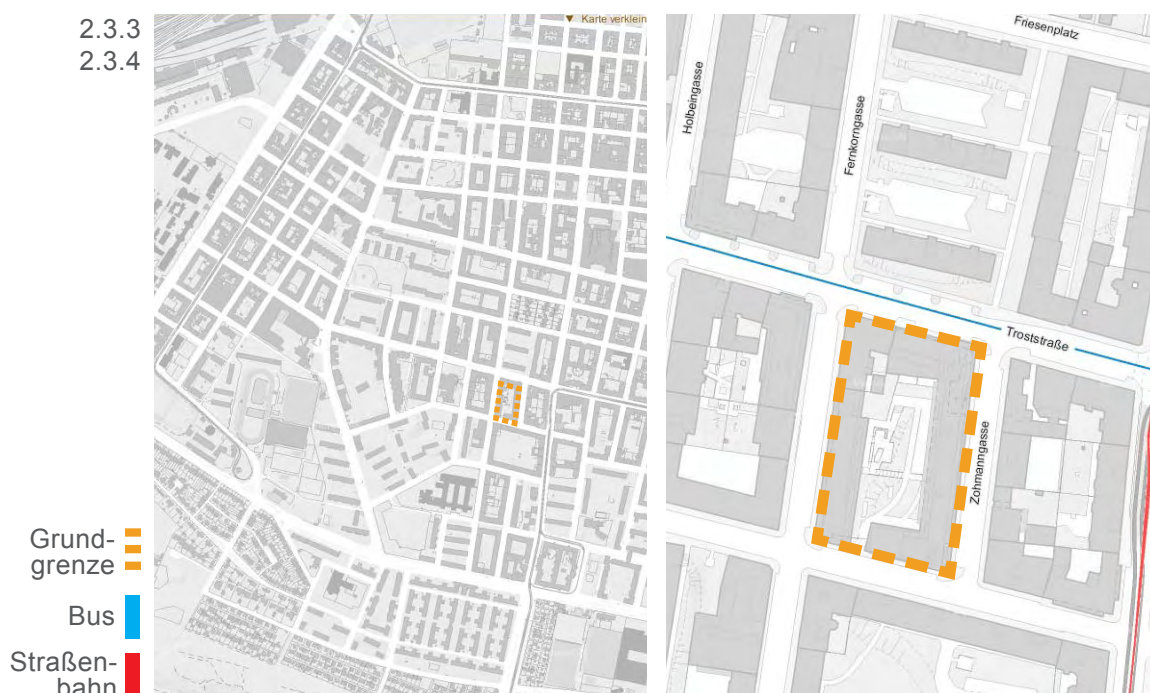 2.3.3
2.3.4
Grund-
grenze
Bus
Straßen-
bahn
▼ Karte verklein
Friesenplatz
Holbeingasse
Fernkorngasse
Troststraße
Zohmanngasse